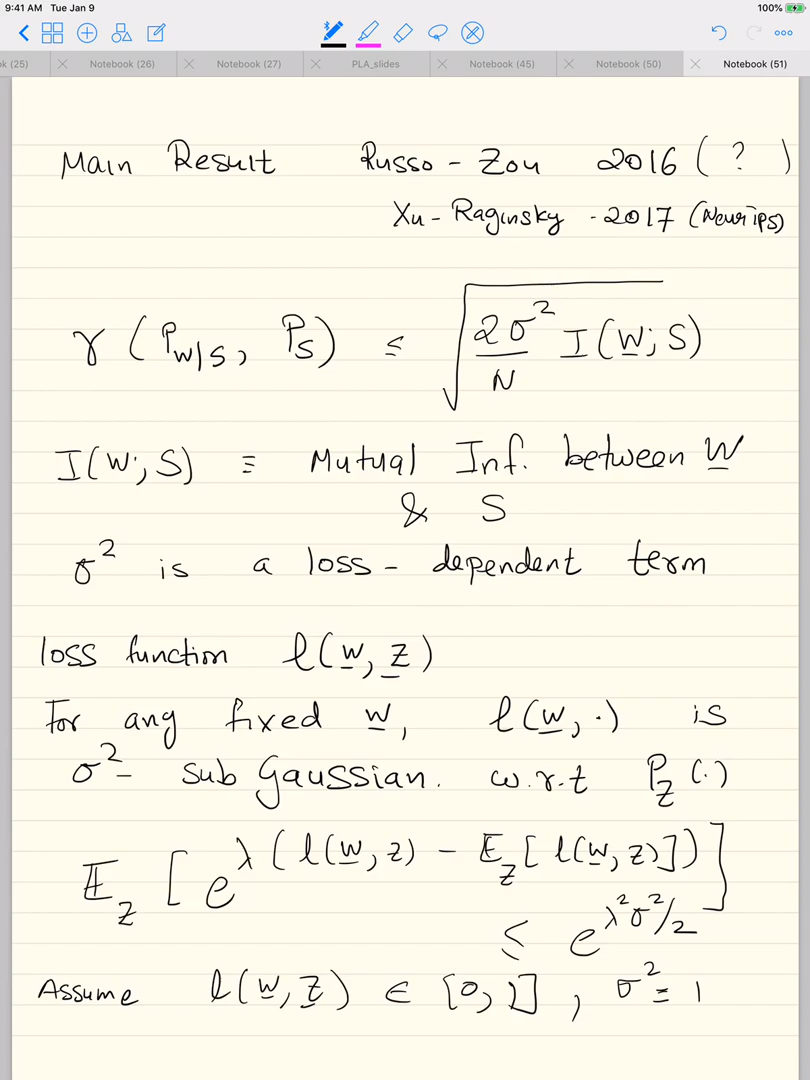 9:41 AM Tue Jan 9 100%
ok (25) Notebook (26) Notebook (27) PLA_slides Notebook (45) Notebook (50) Notebook (51)
Main Result Russo - Zou 2016 (?)
Xu - Raginsky - 2017 (Neurips)
γ (P_{W|S}, P_S) ≤ √(2σ²/N I(W; S))
I(W; S) ≡ Mutual Inf. between W
& S
σ² is a loss - dependent term
loss function l(w, z)
For any fixed w, l(w, ·) is
σ²- sub Gaussian. w.r.t P_Z (·)
E_Z [e^{λ(l(w, z) - E_Z[l(w, z)])}]
≤ e^{λ²σ²/2}
Assume l(w, z) ∈ [0, 1], σ² = 1